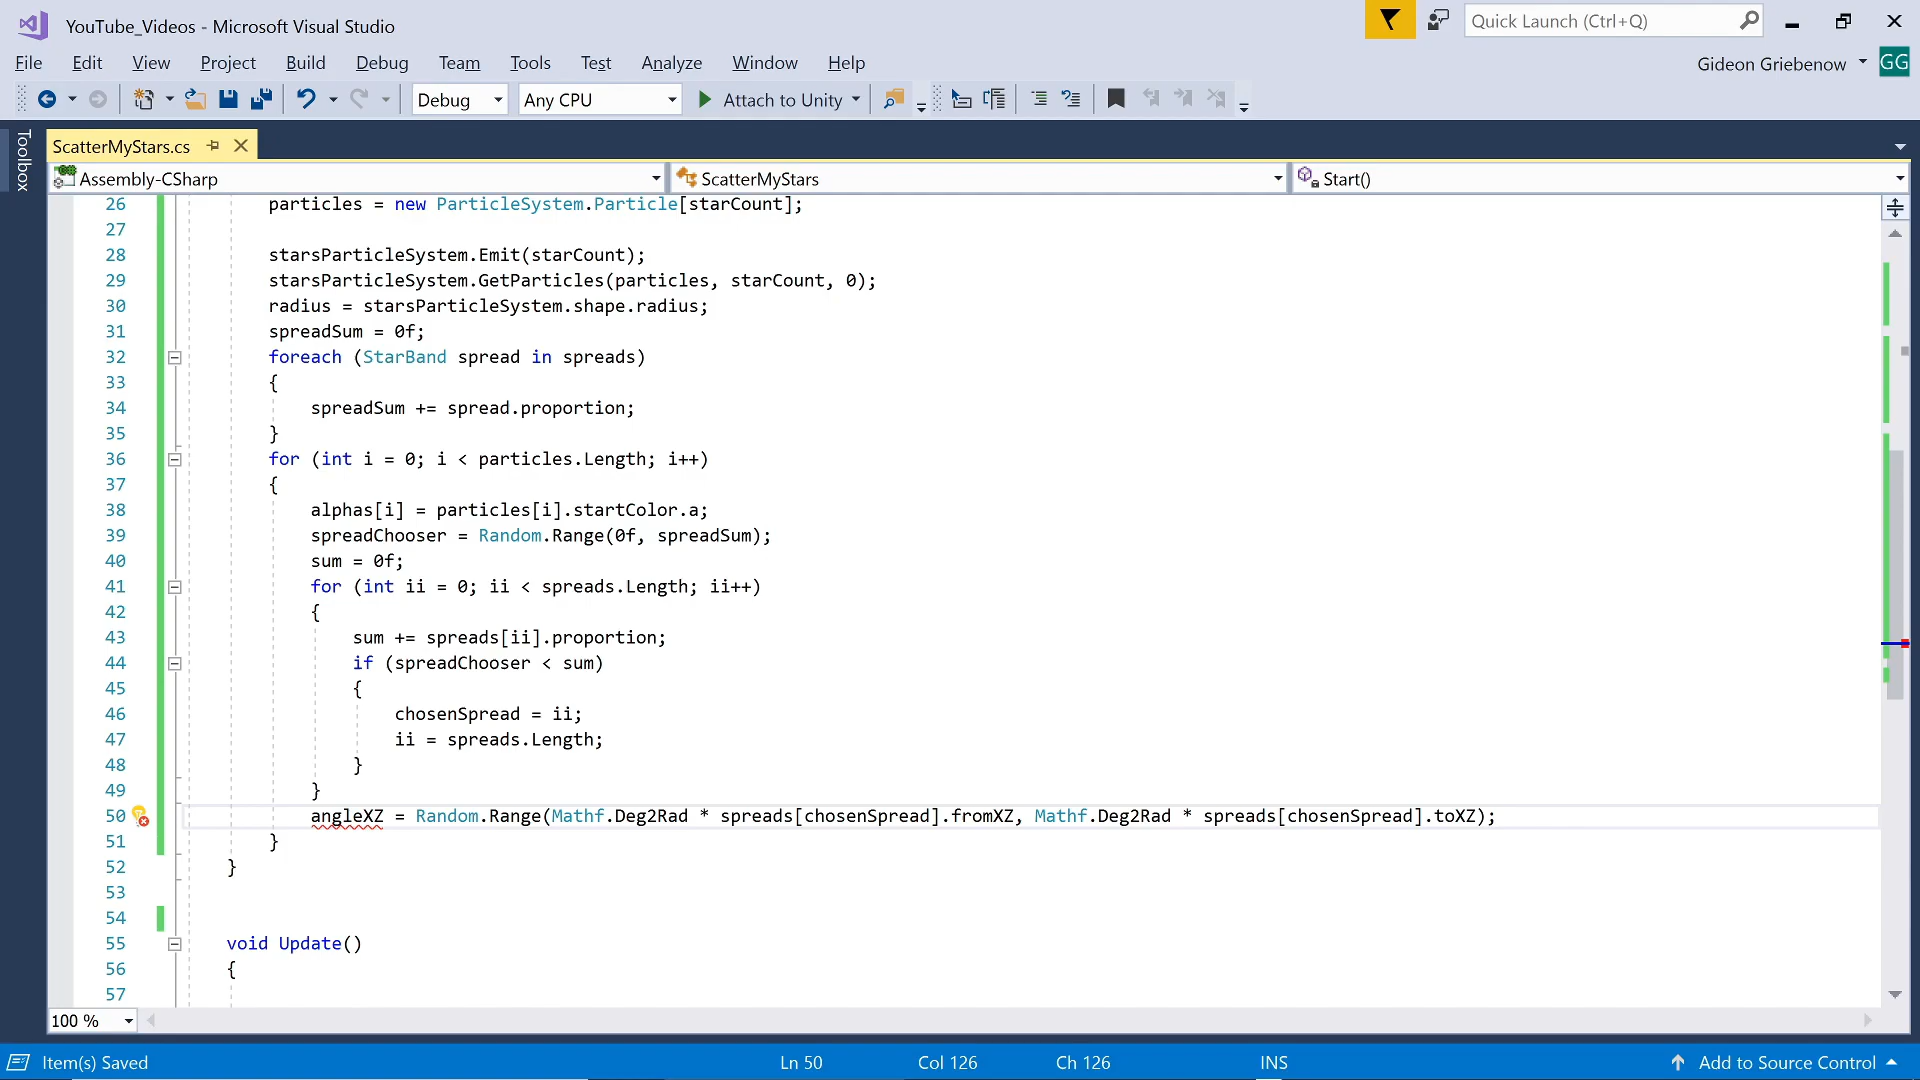 YouTube_Videos - Microsoft Visual Studio
Quick Launch (Ctrl+Q)
File Edit View Project Build Debug Team Tools Test Analyze Window Help
Gideon Griebenow GG
Debug Any CPU Attach to Unity
Toolbox
ScatterMyStars.cs
Assembly-CSharp ScatterMyStars Start()
26 particles = new ParticleSystem.Particle[starCount];
27
28 starsParticleSystem.Emit(starCount);
29 starsParticleSystem.GetParticles(particles, starCount, 0);
30 radius = starsParticleSystem.shape.radius;
31 spreadSum = 0f;
32 foreach (StarBand spread in spreads)
33 {
34 spreadSum += spread.proportion;
35 }
36 for (int i = 0; i < particles.Length; i++)
37 {
38 alphas[i] = particles[i].startColor.a;
39 spreadChooser = Random.Range(0f, spreadSum);
40 sum = 0f;
41 for (int ii = 0; ii < spreads.Length; ii++)
42 {
43 sum += spreads[ii].proportion;
44 if (spreadChooser < sum)
45 {
46 chosenSpread = ii;
47 ii = spreads.Length;
48 }
49 }
50 angleXZ = Random.Range(Mathf.Deg2Rad * spreads[chosenSpread].fromXZ, Mathf.Deg2Rad * spreads[chosenSpread].toXZ);
51 }
52 }
53
54
55 void Update()
56 {
57
100 %
Item(s) Saved Ln 50 Col 126 Ch 126 INS Add to Source Control